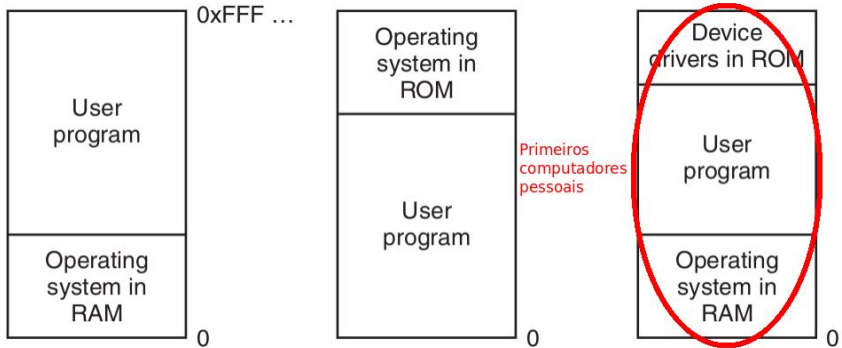 0xFFF ...
User
program
Operating
system in
RAM
0
Operating
system in
ROM
User
program
0
Primeiros
computadores
pessoais
Device
drivers in ROM
User
program
Operating
system in
RAM
0